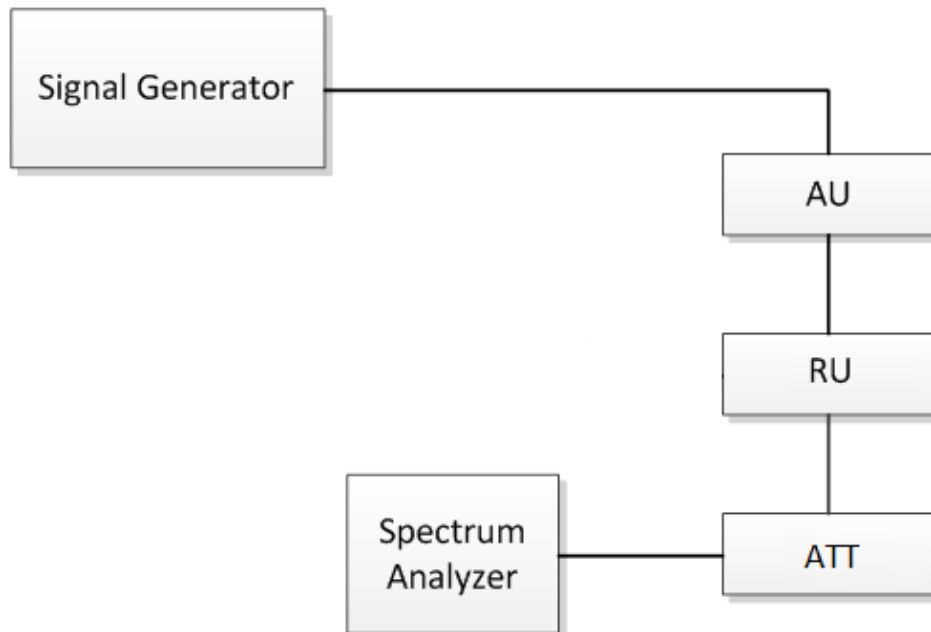 Signal Generator
AU
RU
Spectrum
Analyzer
ATT